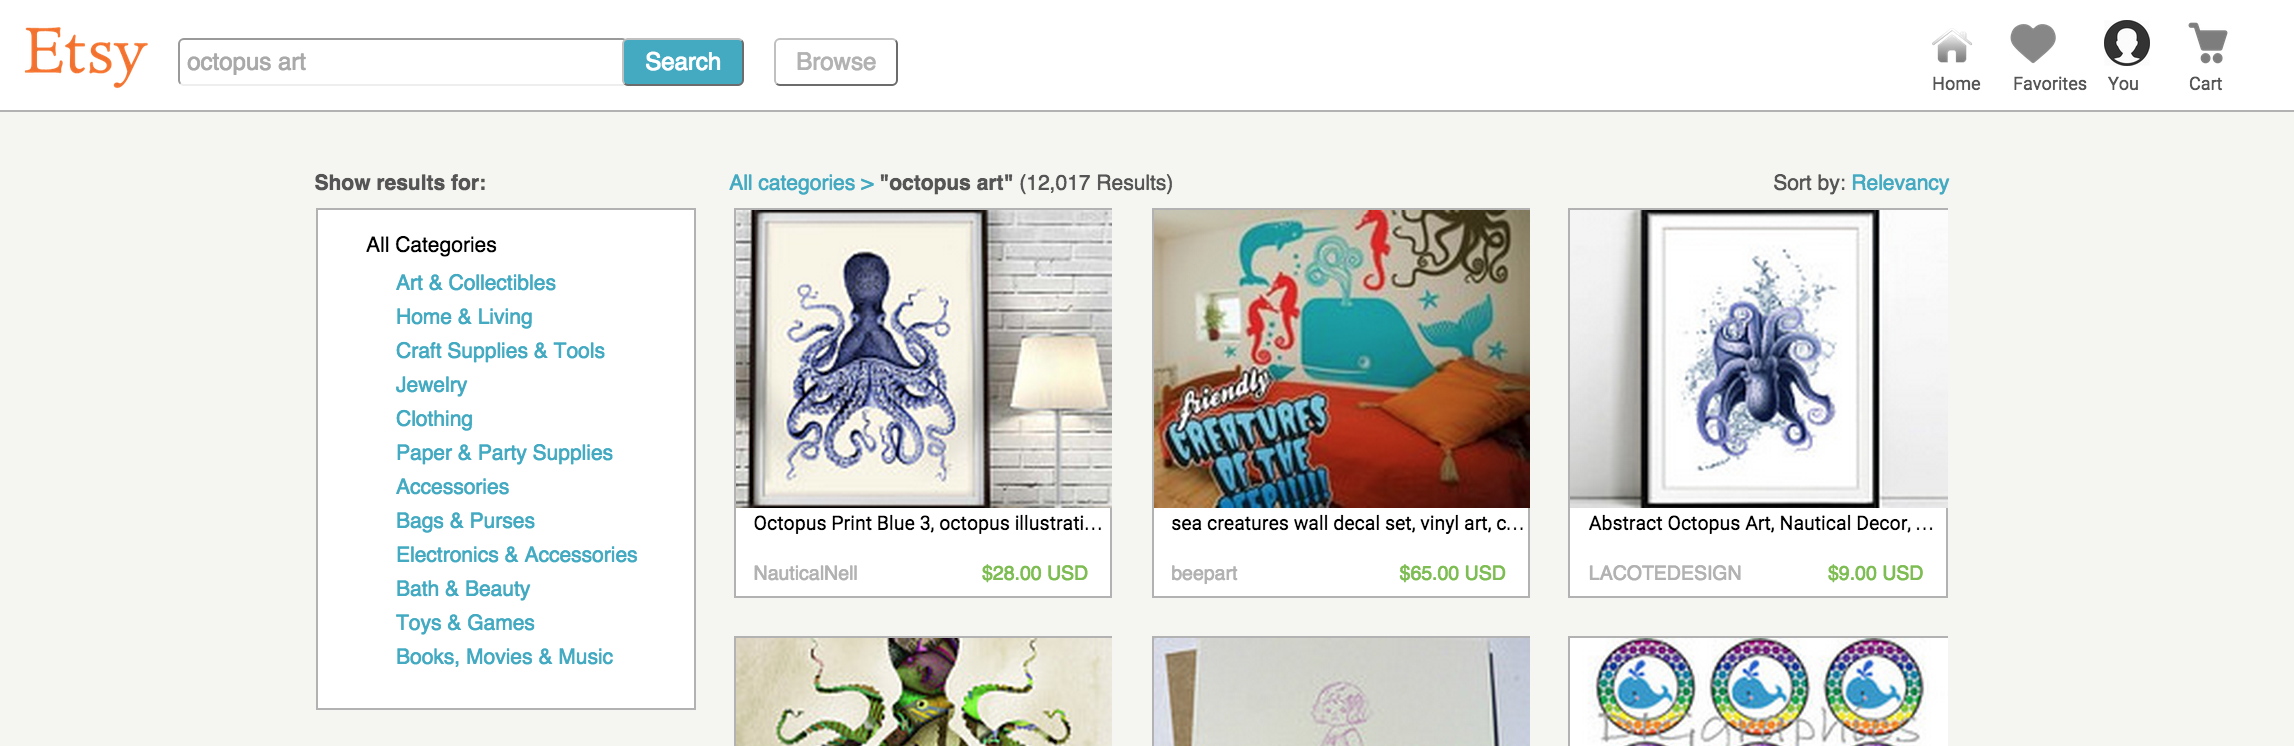 Etsy
octopus art
Search
Browse
Home
Favorites
You
Cart
Show results for:
All categories > "octopus art" (12,017 Results)
Sort by: Relevancy
All Categories
Art & Collectibles
Home & Living
Craft Supplies & Tools
Jewelry
Clothing
Paper & Party Supplies
Accessories
Bags & Purses
Electronics & Accessories
Bath & Beauty
Toys & Games
Books, Movies & Music
friendly
CREATURES
OF THE
Octopus Print Blue 3, octopus illustrati...
NauticalNell
$28.00 USD
sea creatures wall decal set, vinyl art, c...
beepart
$65.00 USD
Abstract Octopus Art, Nautical Decor, ...
LACOTEDESIGN
$9.00 USD